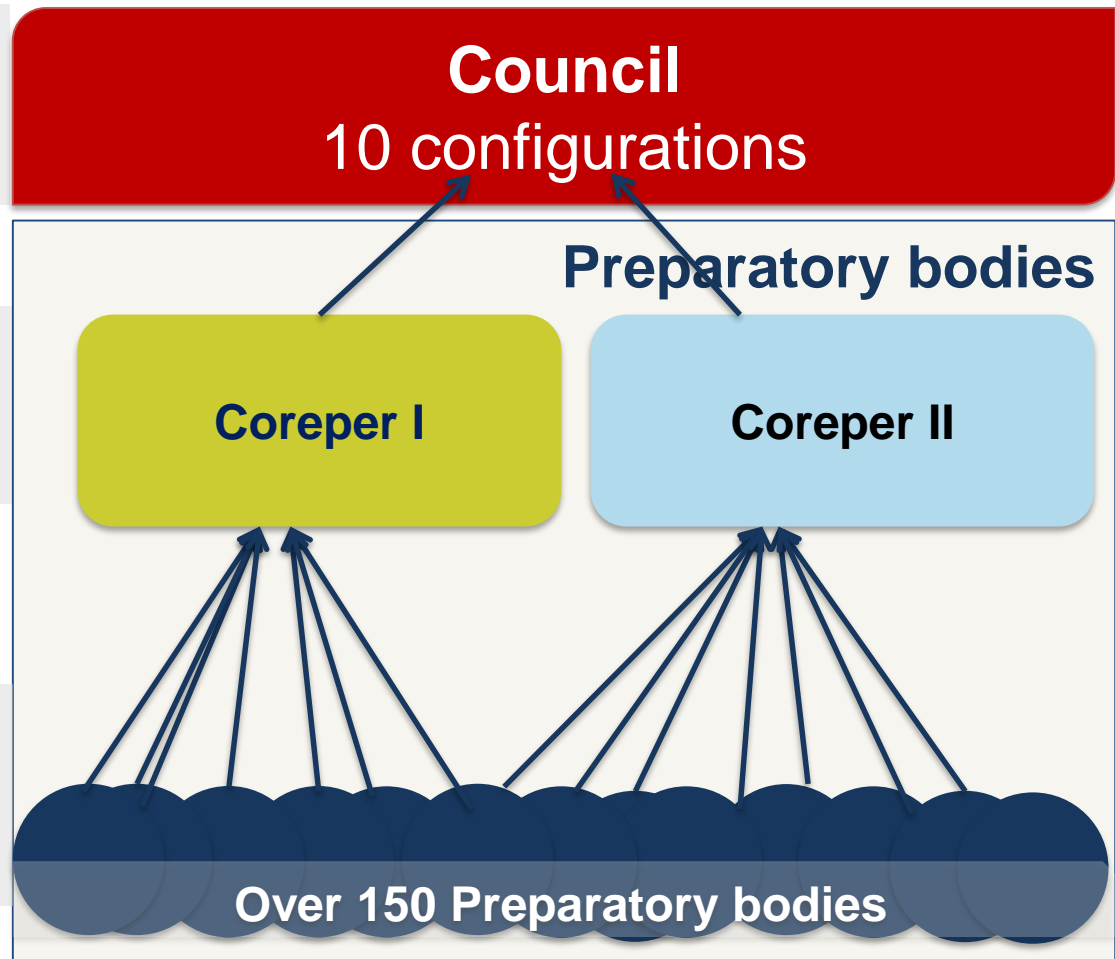 Council
10 configurations
Preparatory bodies
Coreper I
Coreper II
Over 150 Preparatory bodies